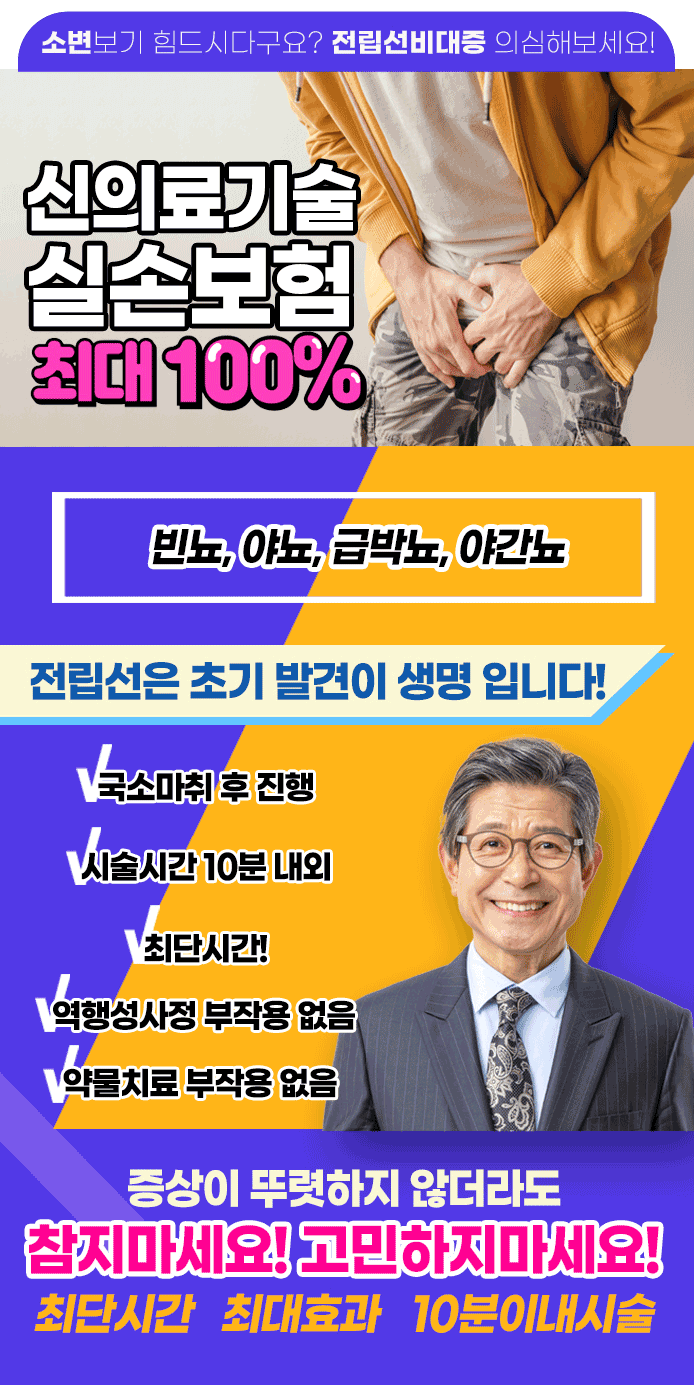 소변보기 힘드시다구요? 전립선비대증 의심해보세요!
신의료기술
실손보험
최대 100%
빈뇨, 야뇨, 급박뇨, 야간뇨
전립선은 초기 발견이 생명 입니다!
국소마취 후 진행
시술시간 10분 내외
최단시간!
역행성사정 부작용 없음
약물치료 부작용 없음
증상이 뚜렷하지 않더라도
참지마세요! 고민하지마세요!
최단시간 최대효과 10분이내시술